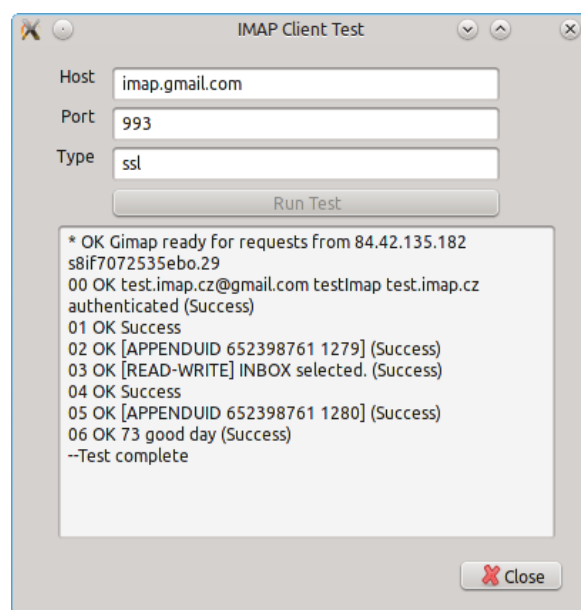 IMAP Client Test
Host
imap.gmail.com
Port
993
Type
ssl
Run Test
* OK Gimap ready for requests from 84.42.135.182
s8if7072535ebo.29
00 OK test.imap.cz@gmail.com testImap test.imap.cz
authenticated (Success)
01 OK Success
02 OK [APPENDUID 652398761 1279] (Success)
03 OK [READ-WRITE] INBOX selected. (Success)
04 OK Success
05 OK [APPENDUID 652398761 1280] (Success)
06 OK 73 good day (Success)
--Test complete
Close